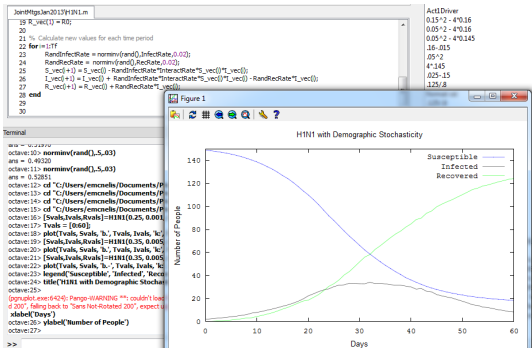 JointMtgsJan2013\H1N1.m
19 R_vec(1) = R0;
20
21 % Calculate new values for each time period
22 for i=1:Tf
23 RandInfectRate = norminv(rand(),InfectRate,0.02);
24 RandRecRate = norminv(rand(),RecRate,0.02);
25 S_vec(i+1) = S_vec(i) - RandInfectRate*InteractRate*S_vec(i)*I_vec(i);
26 I_vec(i+1) = I_vec(i) + RandInfectRate*InteractRate*S_vec(i)*I_vec(i) - RandRecRate*I_vec(i);
27 R_vec(i+1) = R_vec(i) + RandRecRate*I_vec(i);
28 end
29
30
Act1Driver
0.15^2 - 4*0.16
0.05^2 - 4*0.16
0.05^2 - 4*0.145
.16-.015
.05^2
4*.145
.025-.15
.125/.8
Terminal
ans = 0.51970
octave:10> norminv(rand(),.5,.03)
ans = 0.49320
octave:11> norminv(rand(),.5,.03)
ans = 0.52851
octave:12> cd "C:/Users/emcnelis/Documents/
octave:13> cd "C:/Users/emcnelis/Documents/
octave:14> cd "C:/Users/emcnelis/Documents/
octave:15> cd "C:/Users/emcnelis/Documents/
octave:16> [Svals,Ivals,Rvals]=H1N1(0.25, 0.001,
octave:17> Tvals = [0:60];
octave:18> plot(Tvals, Svals, 'b.', Tvals, Ivals, 'k.',
octave:19> [Svals,Ivals,Rvals]=H1N1(0.35, 0.005,
octave:20> plot(Tvals, Svals, 'b.', Tvals, Ivals, 'k.',
octave:21> [Svals,Ivals,Rvals]=H1N1(0.35, 0.005,
octave:22> plot(Tvals, Svals, 'b.-', Tvals, Ivals,
octave:23> legend('Susceptible', 'Infected',
octave:24> title('H1N1 with Demographic Stochas
octave:25>
(pgnuplot.exe:6424): Pango-WARNING **: couldn't load
d 200", falling back to "Sans Not-Rotated 200", expect
xlabel('Days')
octave:26> ylabel('Number of People')
octave:27>
>>
Figure 1
H1N1 with Demographic Stochasticity
Susceptible
Infected
Recovered
Number of People
140
120
100
80
60
40
20
0
0 10 20 30 40 50 60
Days